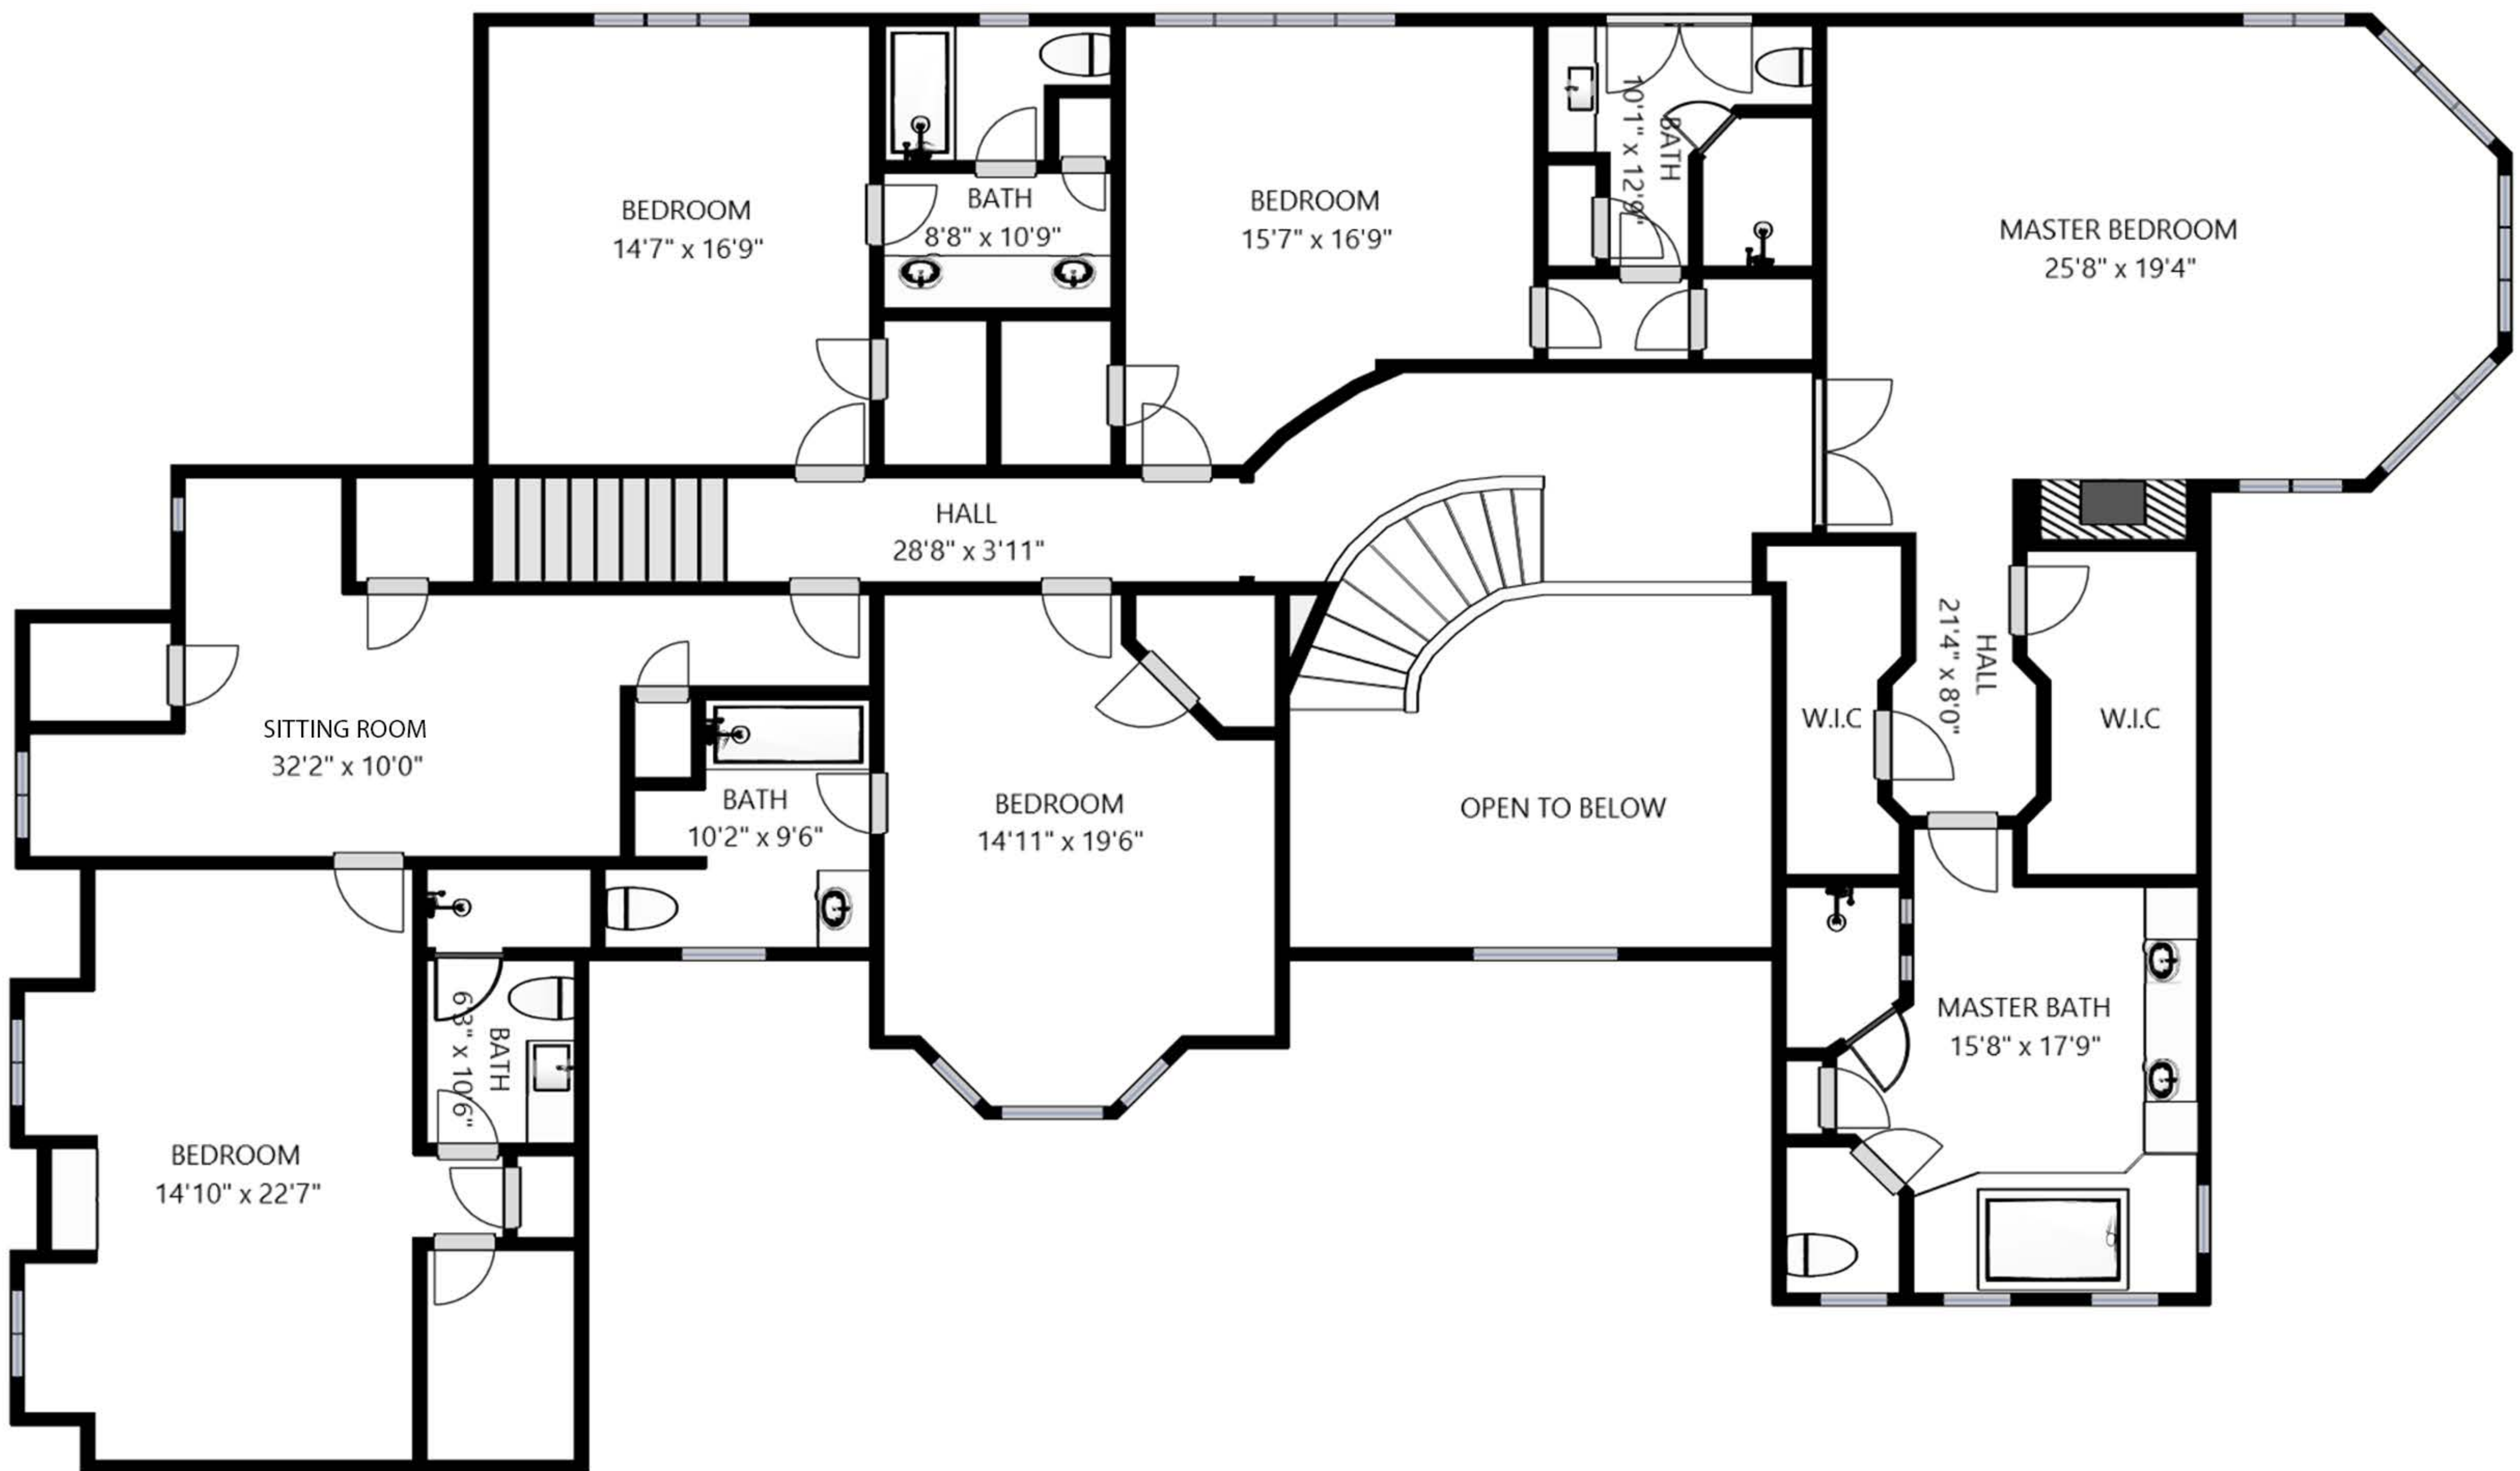 BEDROOM
14'7" x 16'9"
BATH
8'8" x 10'9"
BEDROOM
15'7" x 16'9"
BATH
10'1" x 12'9"
MASTER BEDROOM
25'8" x 19'4"
HALL
28'8" x 3'11"
HALL
21'4" x 8'0"
SITTING ROOM
32'2" x 10'0"
BATH
10'2" x 9'6"
BEDROOM
14'11" x 19'6"
OPEN TO BELOW
W.I.C
W.I.C
BATH
6'3" x 10'6"
MASTER BATH
15'8" x 17'9"
BEDROOM
14'10" x 22'7"